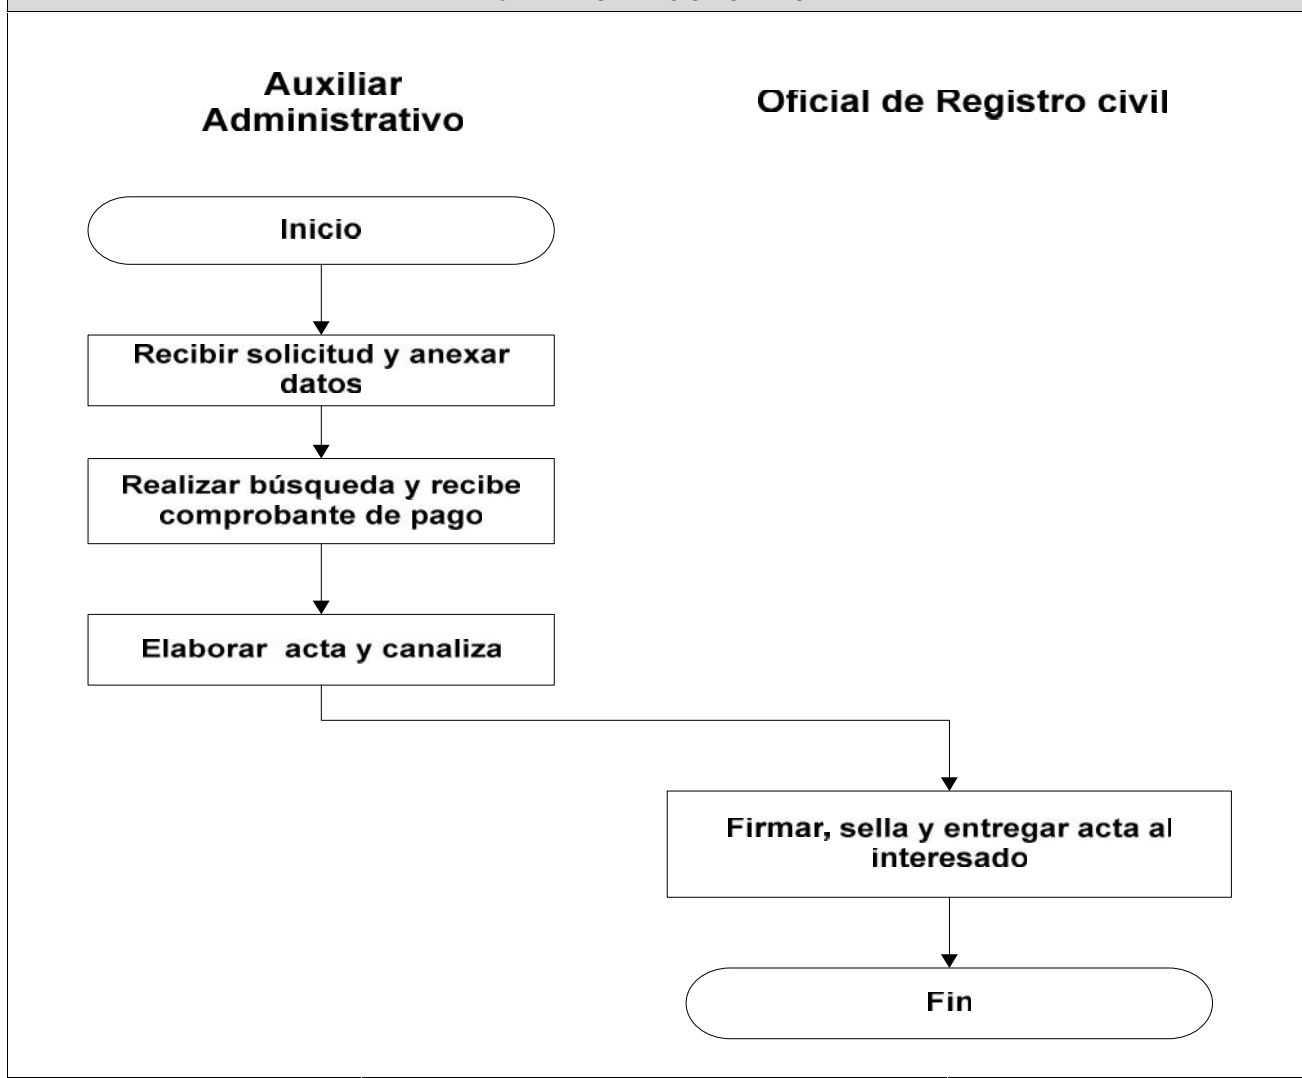 Auxiliar
Administrativo
Oficial de Registro civil
Inicio
Recibir solicitud y anexar
datos
Realizar búsqueda y recibe
comprobante de pago
Elaborar  acta y canaliza
Firmar, sella y entregar acta al
interesado
Fin